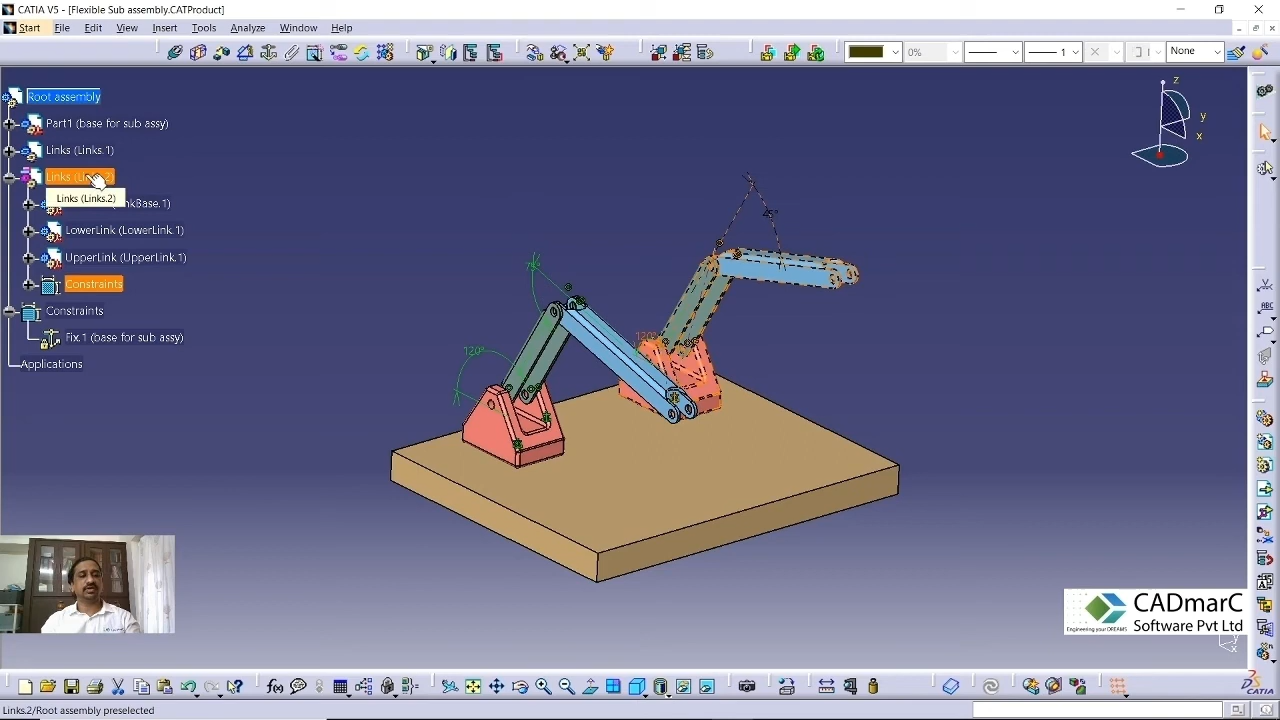 CATIA V5 - [Flexible Sub assembly.CATProduct]
Start File Edit View Insert Tools Analyze Window Help
0%
1
None
Root assembly
Part1 (base for sub assy)
Links (Links.1)
Links (Links.2)
Links (Links.2)
nkBase.1)
LowerLink (LowerLink.1)
UpperLink (UpperLink.1)
Constraints
Constraints
Fix.1 (base for sub assy)
Applications
z
y
x
120°
120°
CADmarC
Software Pvt Ltd
Engineering your DREAMS
CATIA
Links.2/Root assembly preselected